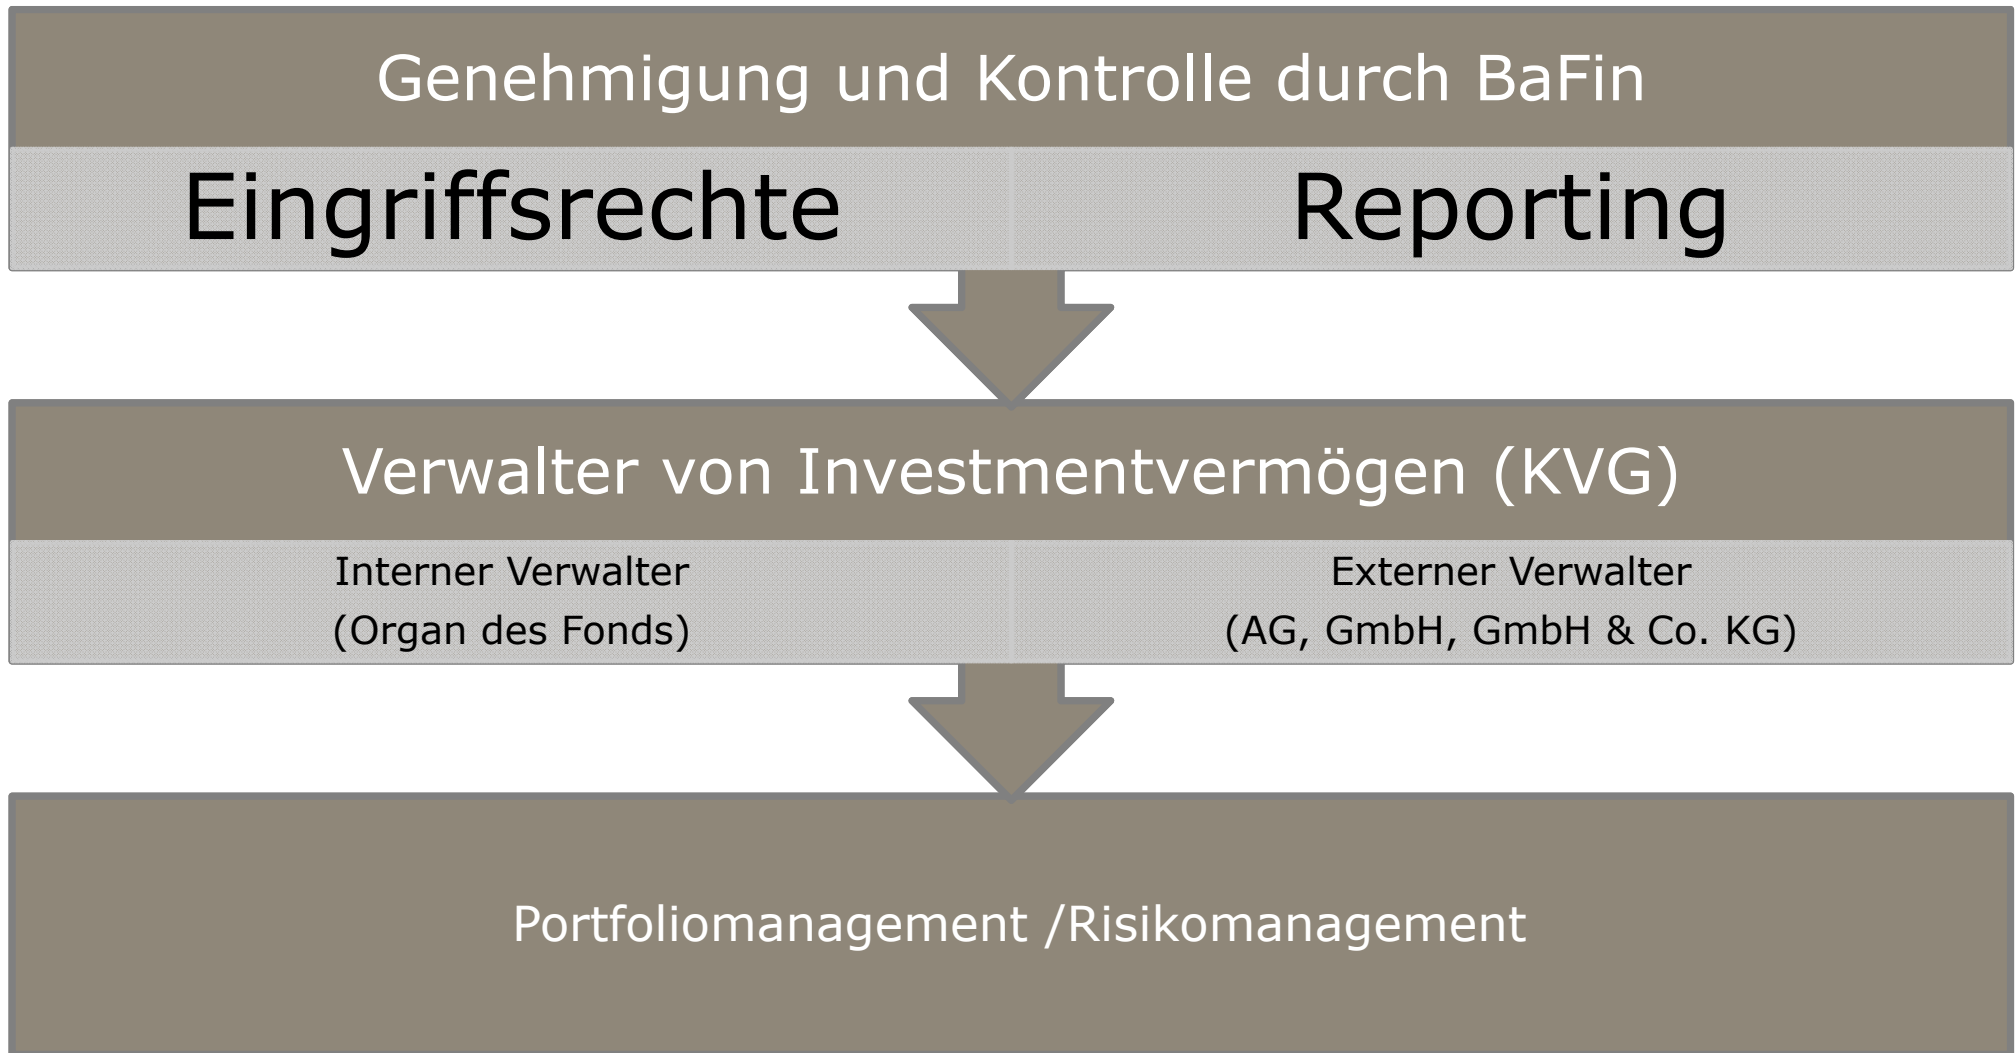 Genehmigung und Kontrolle durch BaFin
Eingriffsrechte
Reporting
Verwalter von Investmentvermögen (KVG)
Interner Verwalter
(Organ des Fonds)
Externer Verwalter
(AG, GmbH, GmbH & Co. KG)
Portfoliomanagement /Risikomanagement